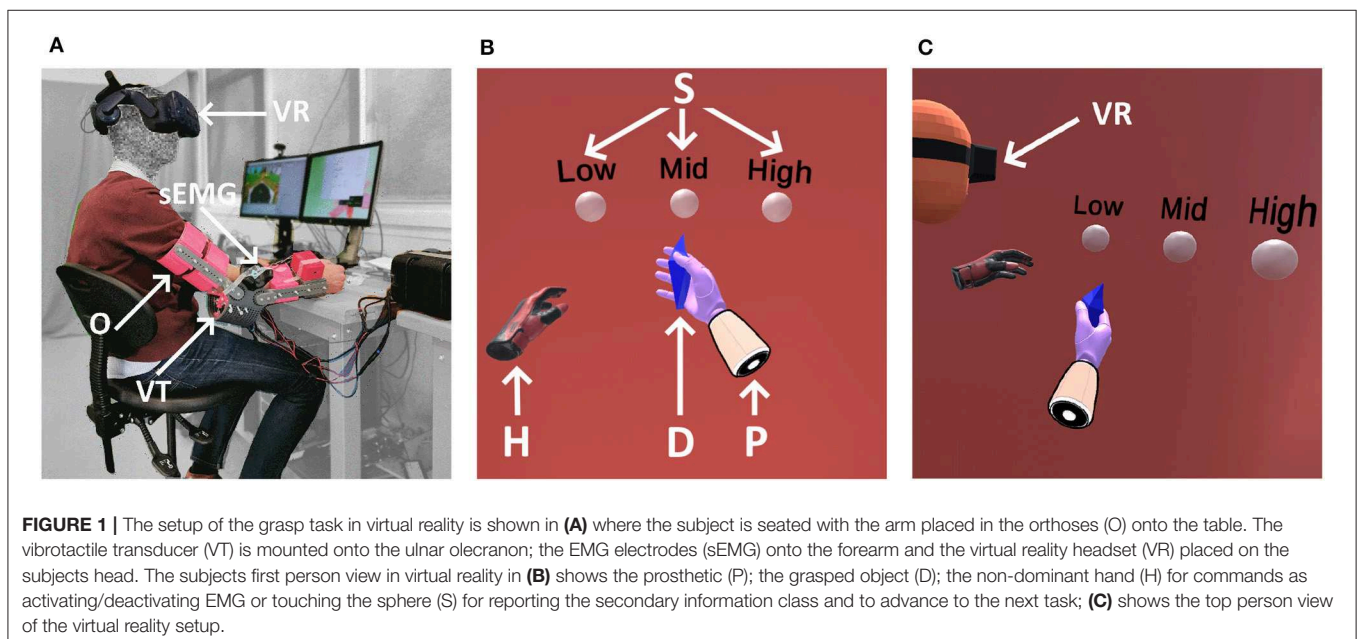 A
B
C
VR
sEMG
O
VT
S
Low Mid High
H D P
VR
Low Mid High
FIGURE 1 | The setup of the grasp task in virtual reality is shown in (A) where the subject is seated with the arm placed in the orthoses (O) onto the table. The
vibrotactile transducer (VT) is mounted onto the ulnar olecranon; the EMG electrodes (sEMG) onto the forearm and the virtual reality headset (VR) placed on the
subjects head. The subjects first person view in virtual reality in (B) shows the prosthetic (P); the grasped object (D); the non-dominant hand (H) for commands as
activating/deactivating EMG or touching the sphere (S) for reporting the secondary information class and to advance to the next task; (C) shows the top person view
of the virtual reality setup.